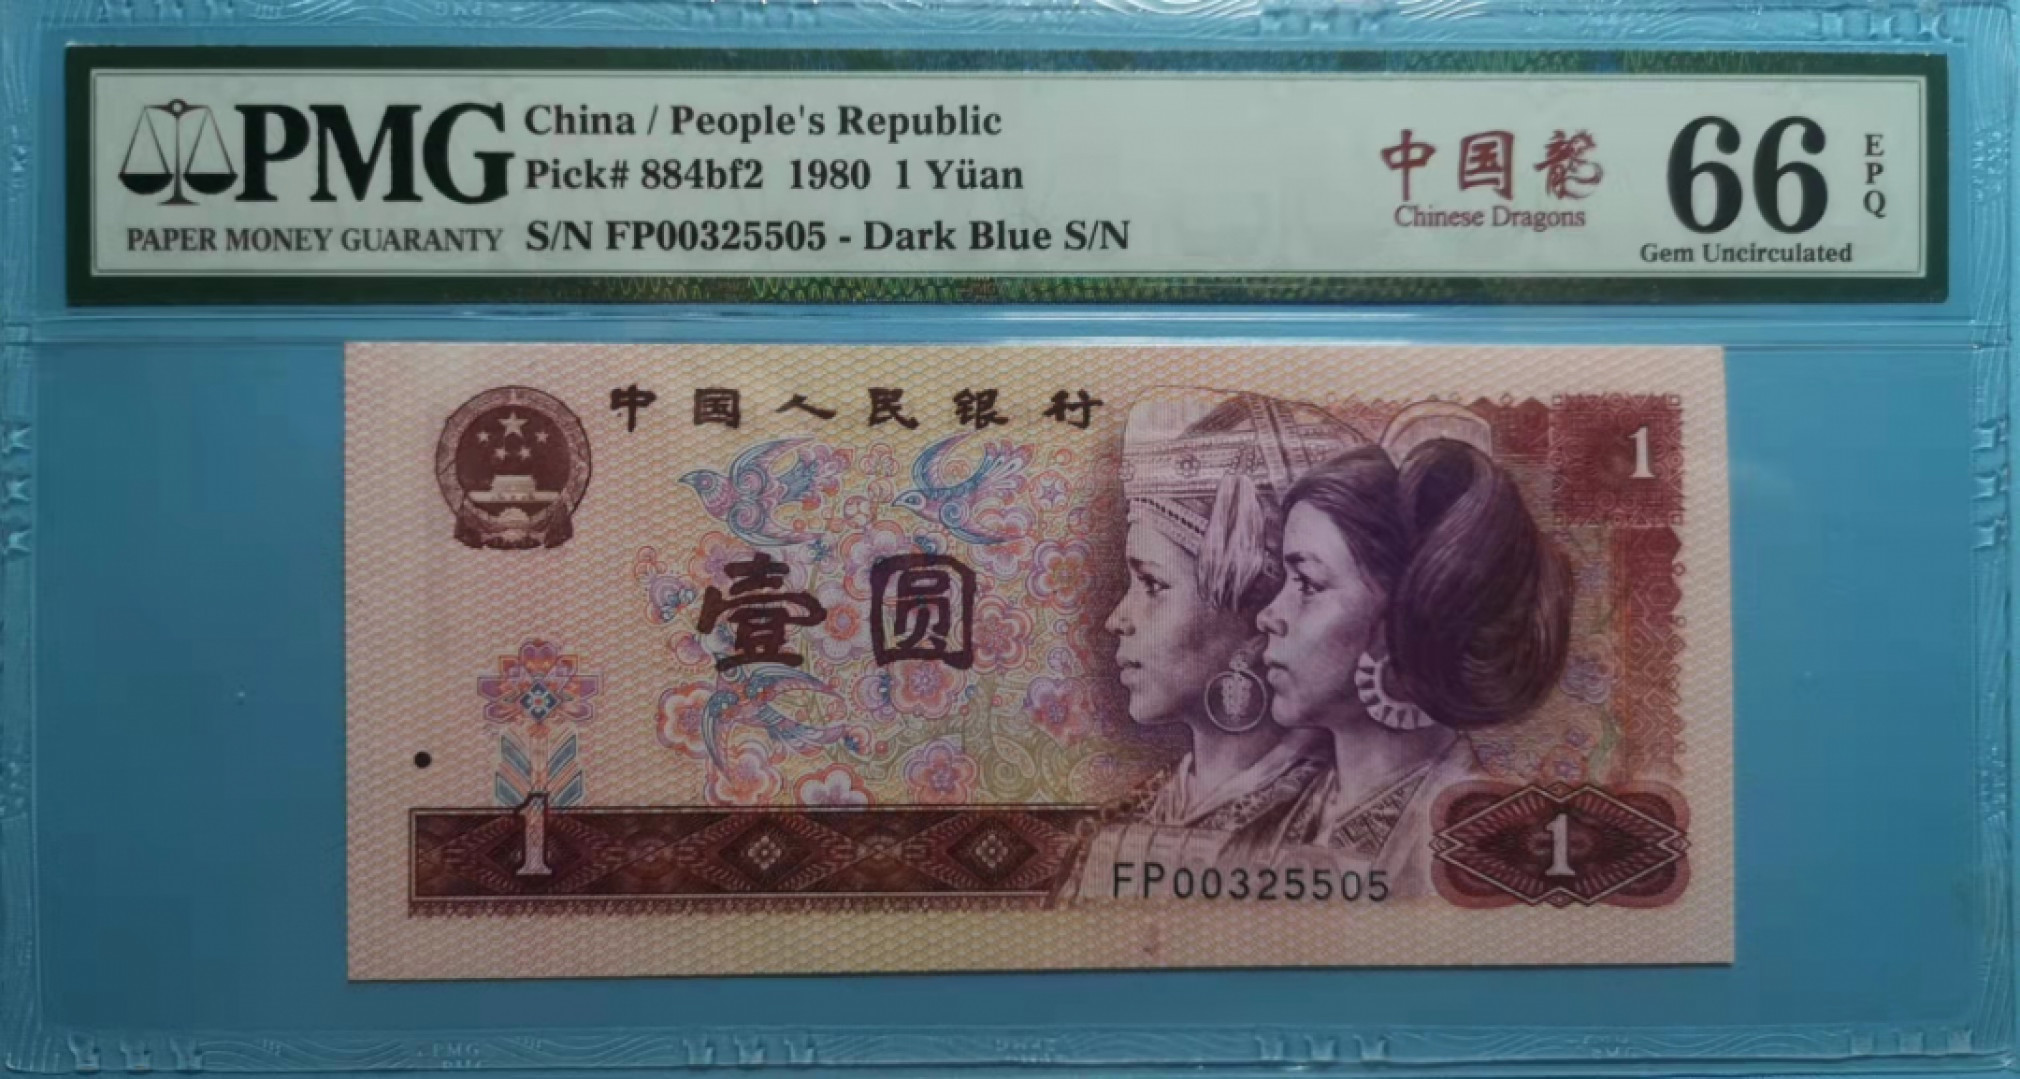 PMG
PAPER MONEY GUARANTY
China / People's Republic
Pick# 884bf2 1980 1 Yüan
S/N FP00325505 - Dark Blue S/N
中国龍
Chinese Dragons
66
EPQ
Gem Uncirculated
中国人民银行
1
壹圆
1
1
FP00325505